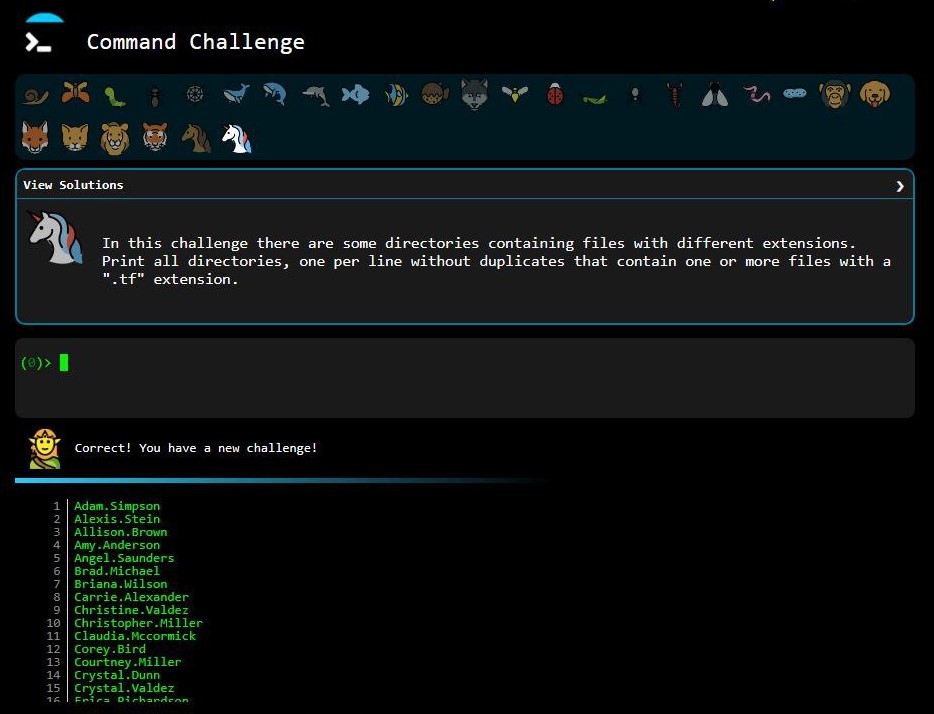 Command Challenge
View Solutions
In this challenge there are some directories containing files with different extensions.
Print all directories, one per line without duplicates that contain one or more files with a
".tf" extension.
(0)>
Correct! You have a new challenge!
1 Adam.Simpson
2 Alexis.Stein
3 Allison.Brown
4 Amy.Anderson
5 Angel.Saunders
6 Brad.Michael
7 Briana.Wilson
8 Carrie.Alexander
9 Christine.Valdez
10 Christopher.Miller
11 Claudia.Mccormick
12 Corey.Bird
13 Courtney.Miller
14 Crystal.Dunn
15 Crystal.Valdez
16 Erica.Richardson